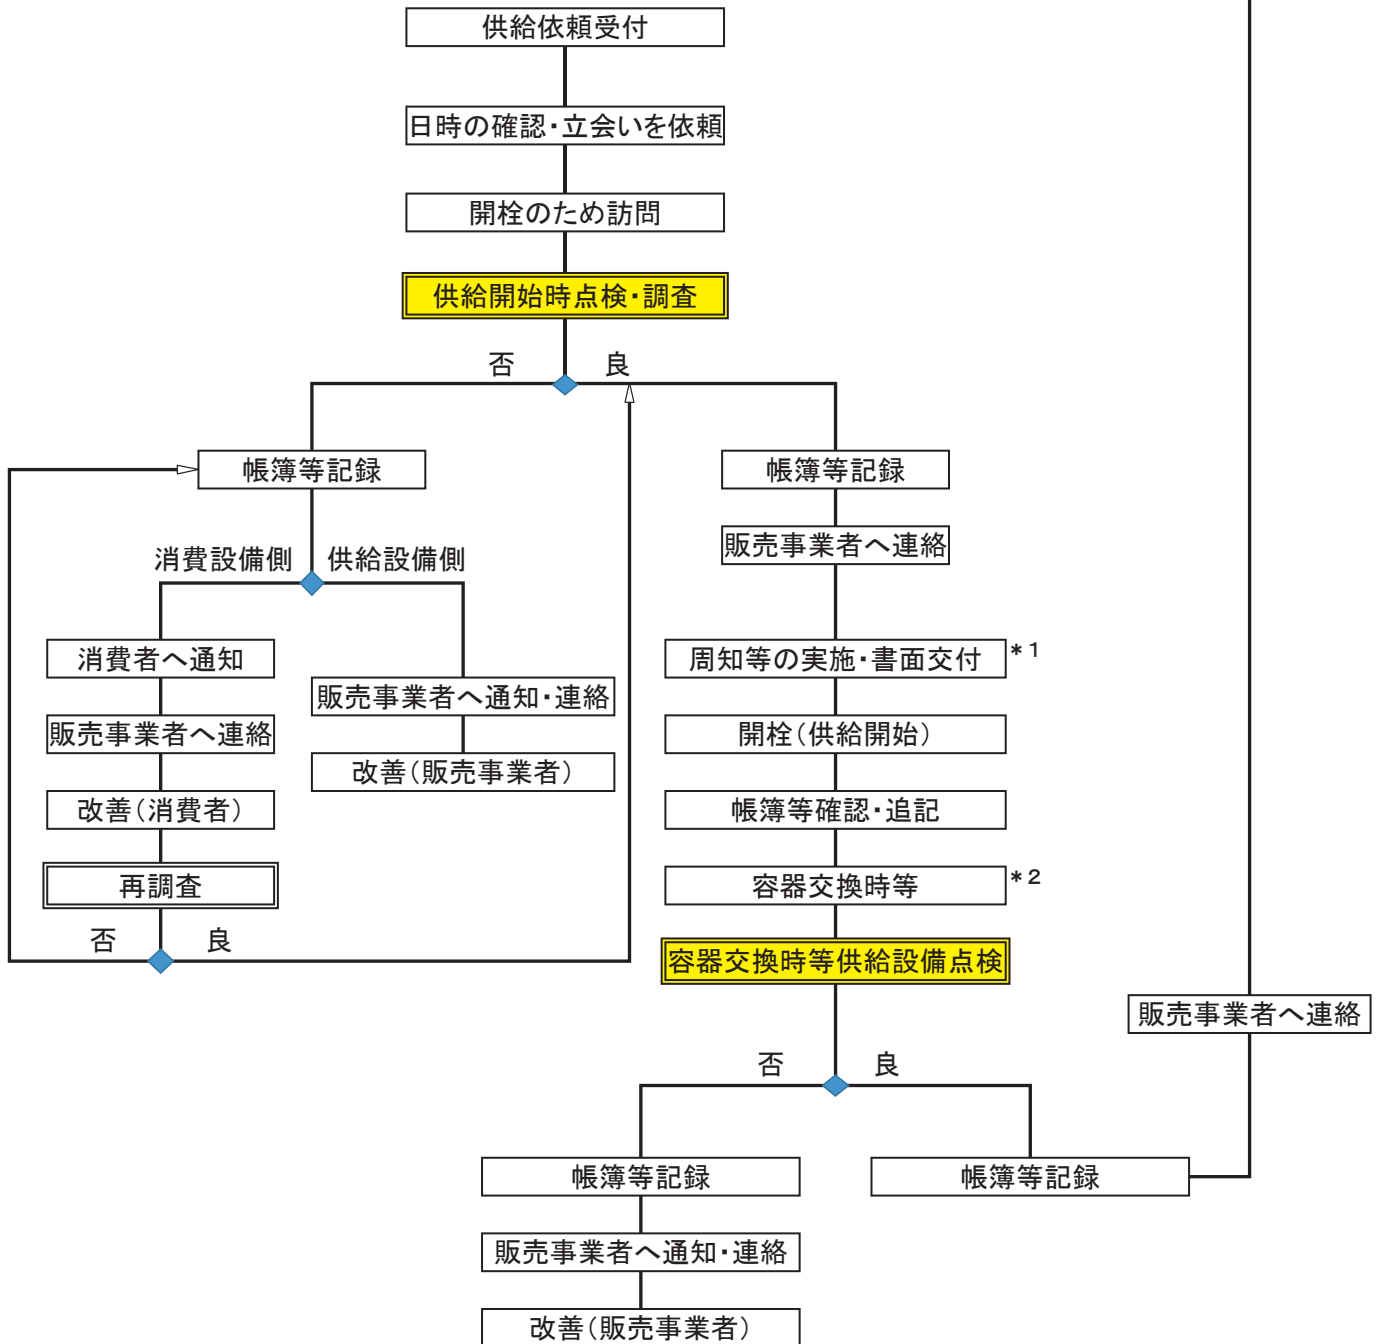 供給依頼受付
日時の確認・立会いを依頼
開栓のため訪問
供給開始時点検・調査
否
良
帳簿等記録
帳簿等記録
販売事業者へ連絡
消費設備側
供給設備側
消費者へ通知
販売事業者へ連絡
改善（消費者）
再調査
否
良
販売事業者へ通知・連絡
改善（販売事業者）
周知等の実施・書面交付
*1
開栓（供給開始）
帳簿等確認・追記
容器交換時等
*2
容器交換時等供給設備点検
販売事業者へ連絡
否
良
帳簿等記録
帳簿等記録
販売事業者へ通知・連絡
改善（販売事業者）